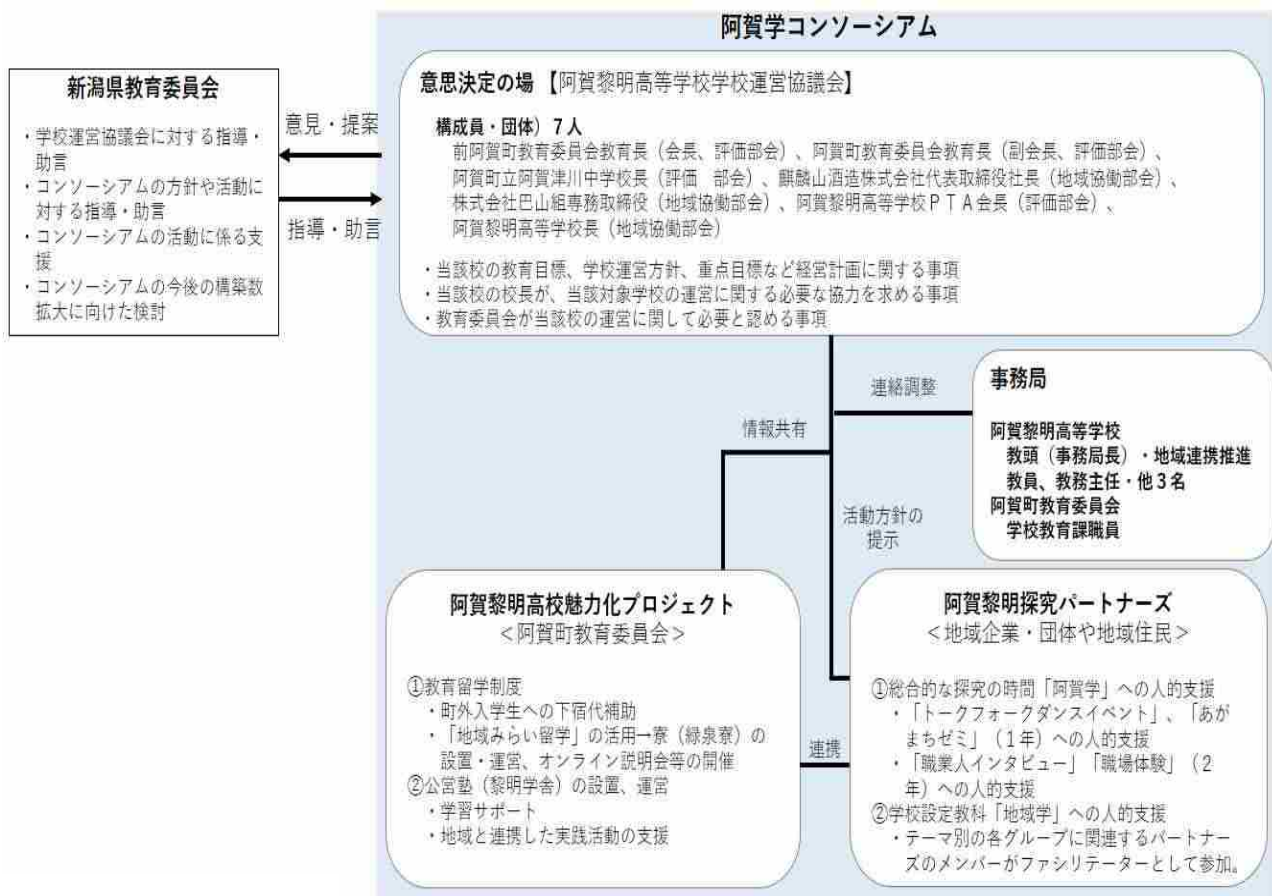 阿賀学コンソーシアム
新潟県教育委員会
・学校運営協議会に対する指導・
助言
・コンソーシアムの方針や活動に
対する指導・助言
・コンソーシアムの活動に係る支
援
・コンソーシアムの今後の構築数
拡大に向けた検討
意見・提案
指導・助言
意思決定の場 【阿賀黎明高等学校学校運営協議会】
構成員・団体) 7人
前阿賀町教育委員会教育長（会長、評価部会）、阿賀町教育委員会教育長（副会長、評価部会）、
阿賀町立阿賀津川中学校長（評価　部会）、麒麟山酒造株式会社代表取締役社長（地域協働部会）、
株式会社巴山組専務取締役（地域協働部会）、阿賀黎明高等学校ＰＴＡ会長（評価部会）、
阿賀黎明高等学校長（地域協働部会）
・当該校の教育目標、学校運営方針、重点目標など経営計画に関する事項
・当該校の校長が、当該対象学校の運営に関する必要な協力を求める事項
・教育委員会が当該校の運営に関して必要と認める事項
連絡調整
情報共有
活動方針の
提示
事務局
阿賀黎明高等学校
教頭（事務局長）・地域連携推進
教員、教務主任・他３名
阿賀町教育委員会
学校教育課職員
阿賀黎明高校魅力化プロジェクト
＜阿賀町教育委員会＞
①教育留学制度
・町外入学生への下宿代補助
・「地域みらい留学」の活用→寮（緑泉寮）の
設置・運営、オンライン説明会等の開催
②公営塾（黎明学舎）の設置、運営
・学習サポート
・地域と連携した実践活動の支援
連携
阿賀黎明探究パートナーズ
＜地域企業・団体や地域住民＞
①総合的な探究の時間「阿賀学」への人的支援
・「トークフォークダンスイベント」、「あが
まちゼミ」（１年）への人的支援
・「職業人インタビュー」「職場体験」（２
年）への人的支援
②学校設定教科「地域学」への人的支援
・テーマ別の各グループに関連するパートナー
ズのメンバーがファシリテーターとして参加。